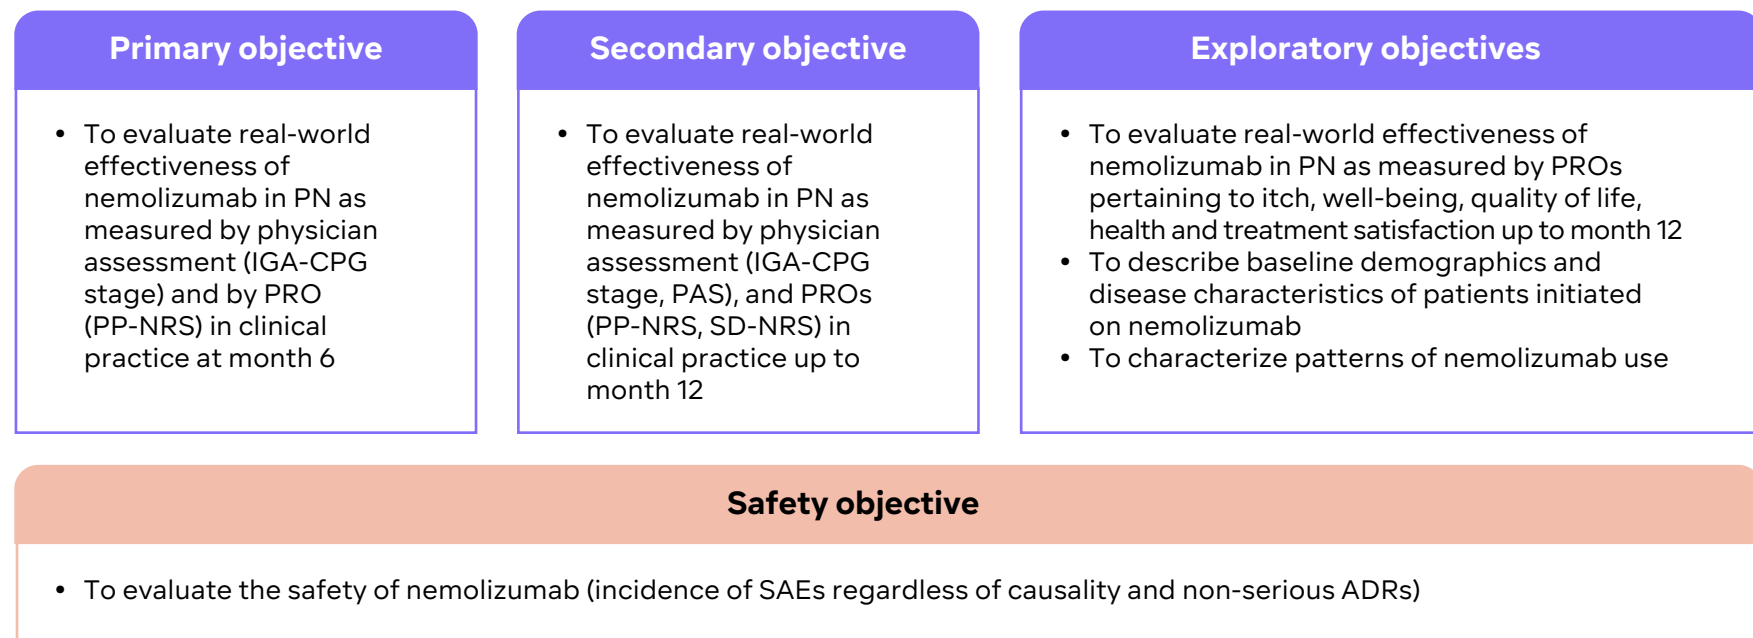 Primary objective
• To evaluate real-world
effectiveness of
nemolizumab in PN as
measured by physician
assessment (IGA-CPG
stage) and by PRO
(PP-NRS) in clinical
practice at month 6
Secondary objective
• To evaluate real-world
effectiveness of
nemolizumab in PN as
measured by physician
assessment (IGA-CPG
stage, PAS), and PROs
(PP-NRS, SD-NRS) in
clinical practice up to
month 12
Exploratory objectives
• To evaluate real-world effectiveness of
nemolizumab in PN as measured by PROs
pertaining to itch, well-being, quality of life,
health and treatment satisfaction up to month 12
• To describe baseline demographics and
disease characteristics of patients initiated
on nemolizumab
• To characterize patterns of nemolizumab use
Safety objective
• To evaluate the safety of nemolizumab (incidence of SAEs regardless of causality and non-serious ADRs)